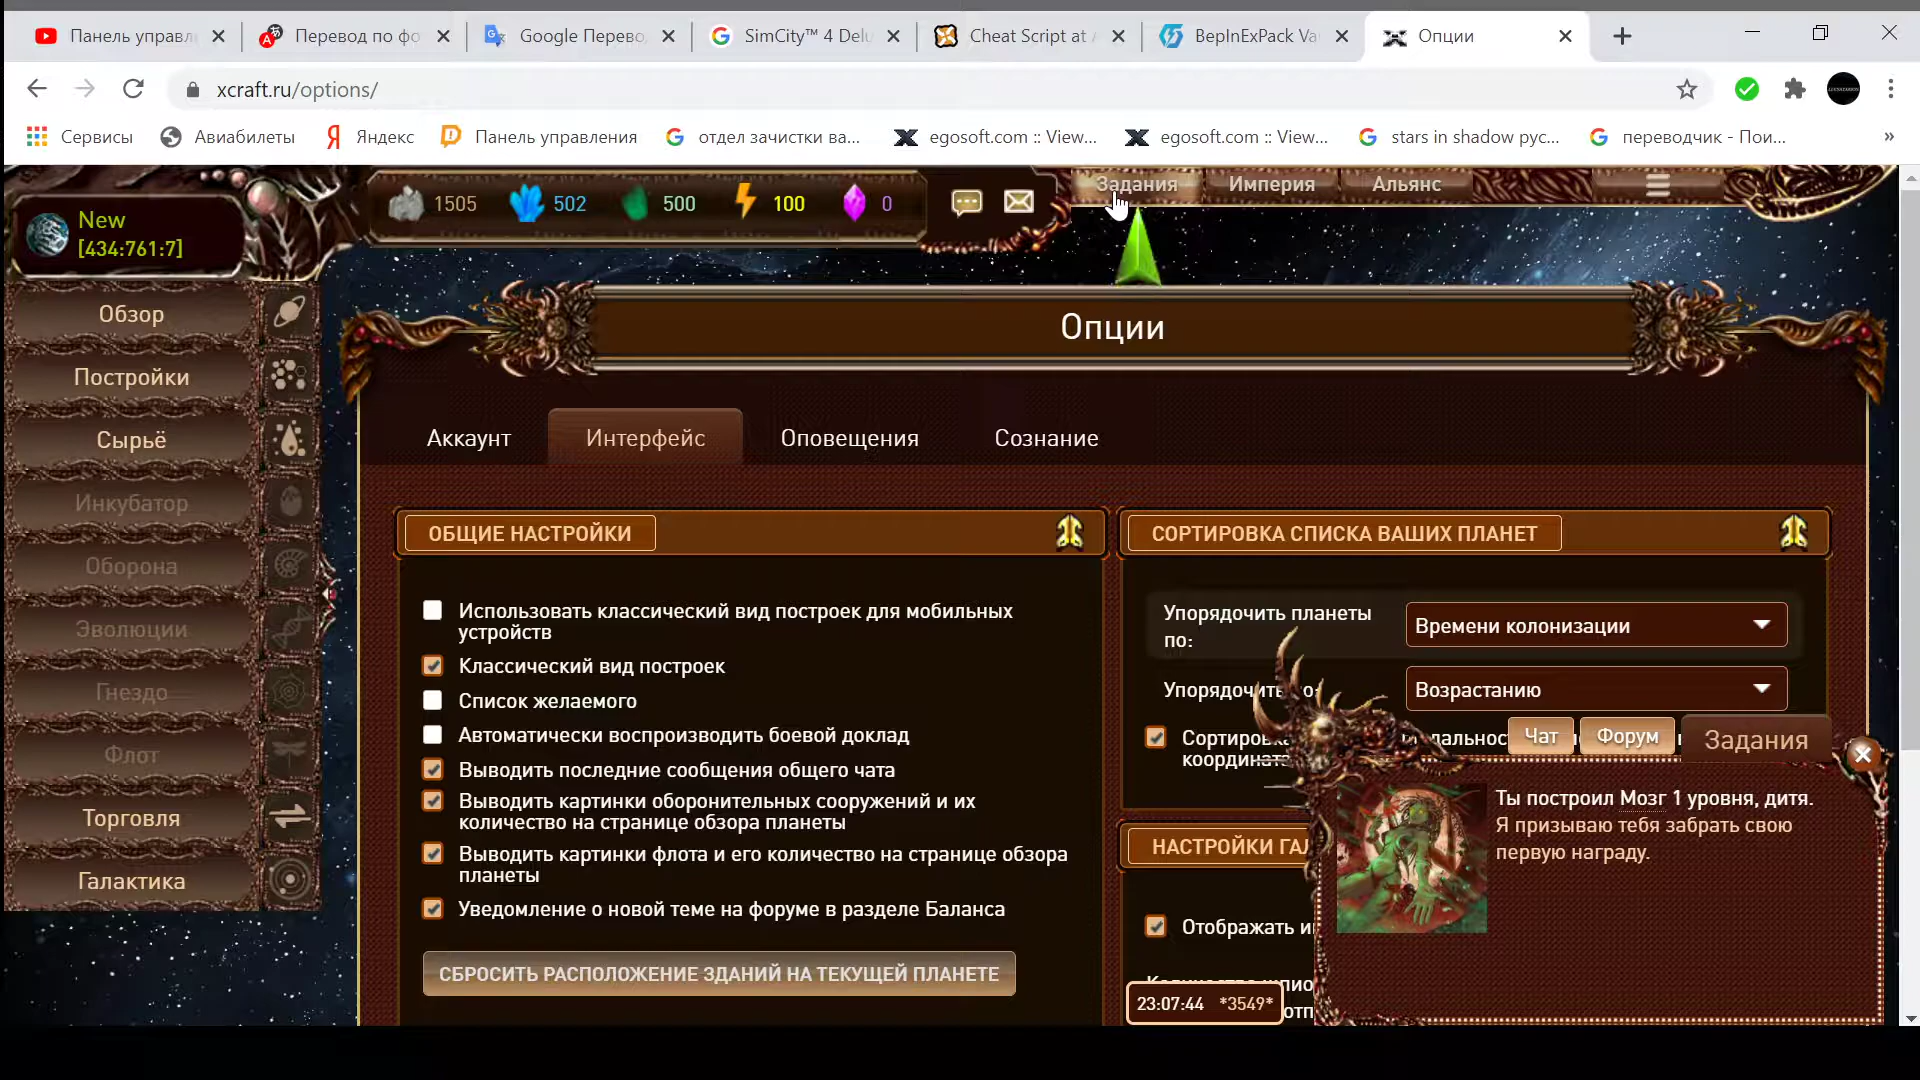 Панель управл
Перевод по фо
Google Перево
SimCity™ 4 Delu
Cheat Script at
BepInExPack Va
Опции
xcraft.ru/options/
Сервисы
Авиабилеты
Яндекс
Панель управления
отдел зачистки ва...
egosoft.com :: View...
egosoft.com :: View...
stars in shadow рус...
переводчик - Пои...
»
New
[434:761:7]
1505
502
500
100
0
Задания
Империя
Альянс
Обзор
Постройки
Сырьё
Инкубатор
Оборона
Эволюции
Гнездо
Флот
Торговля
Галактика
Опции
Аккаунт
Интерфейс
Оповещения
Сознание
ОБЩИЕ НАСТРОЙКИ
Использовать классический вид построек для мобильных
устройств
Классический вид построек
Список желаемого
Автоматически воспроизводить боевой доклад
Выводить последние сообщения общего чата
Выводить картинки оборонительных сооружений и их
количество на странице обзора планеты
Выводить картинки флота и его количество на странице обзора
планеты
Уведомление о новой теме на форуме в разделе Баланса
СБРОСИТЬ РАСПОЛОЖЕНИЕ ЗДАНИЙ НА ТЕКУЩЕЙ ПЛАНЕТЕ
СОРТИРОВКА СПИСКА ВАШИХ ПЛАНЕТ
Упорядочить планеты
по:
Времени колонизации
Упорядочить по:
Возрастанию
Сортировка
координата
НАСТРОЙКИ ГАЛ
Отображать и
23:07:44 *3549*
Чат
Форум
Задания
Ты построил Мозг 1 уровня, дитя.
Я призываю тебя забрать свою
первую награду.